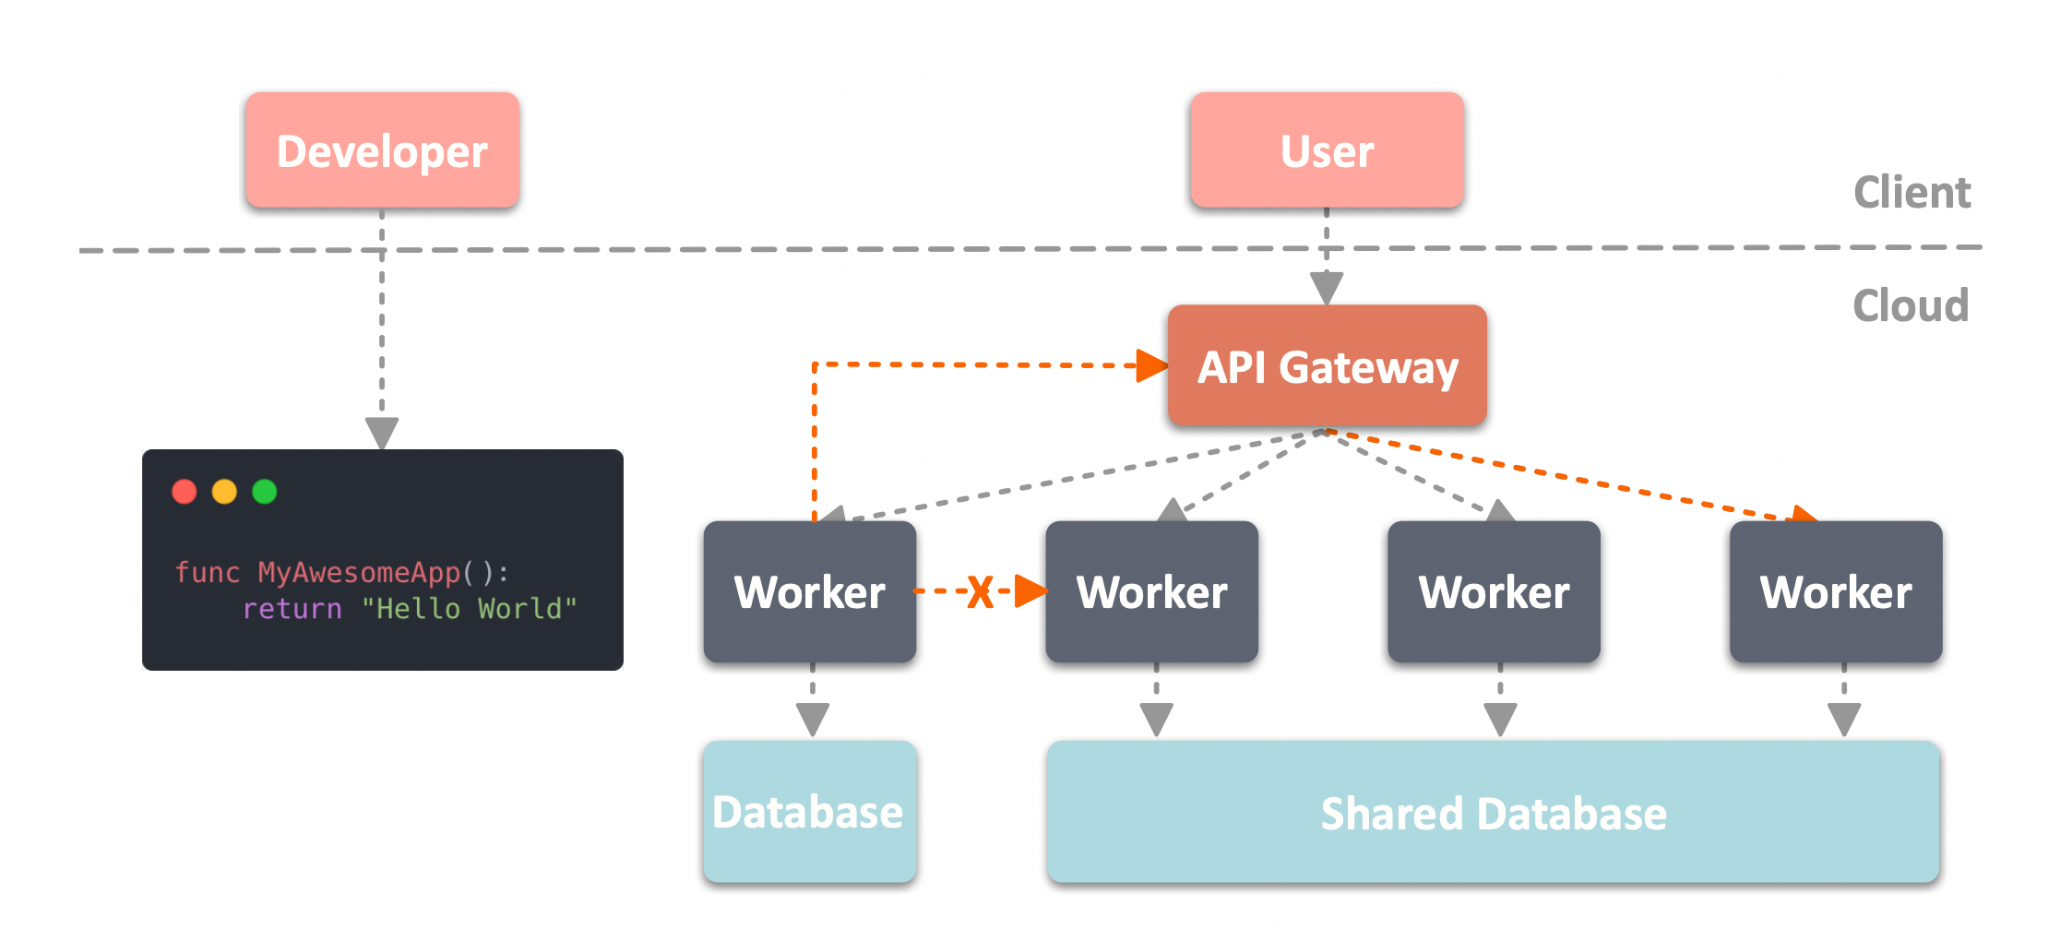 Developer
User
Client
Cloud
API Gateway
func MyAwesomeApp():
return "Hello World"
Worker
X
Worker
Worker
Worker
Database
Shared Database